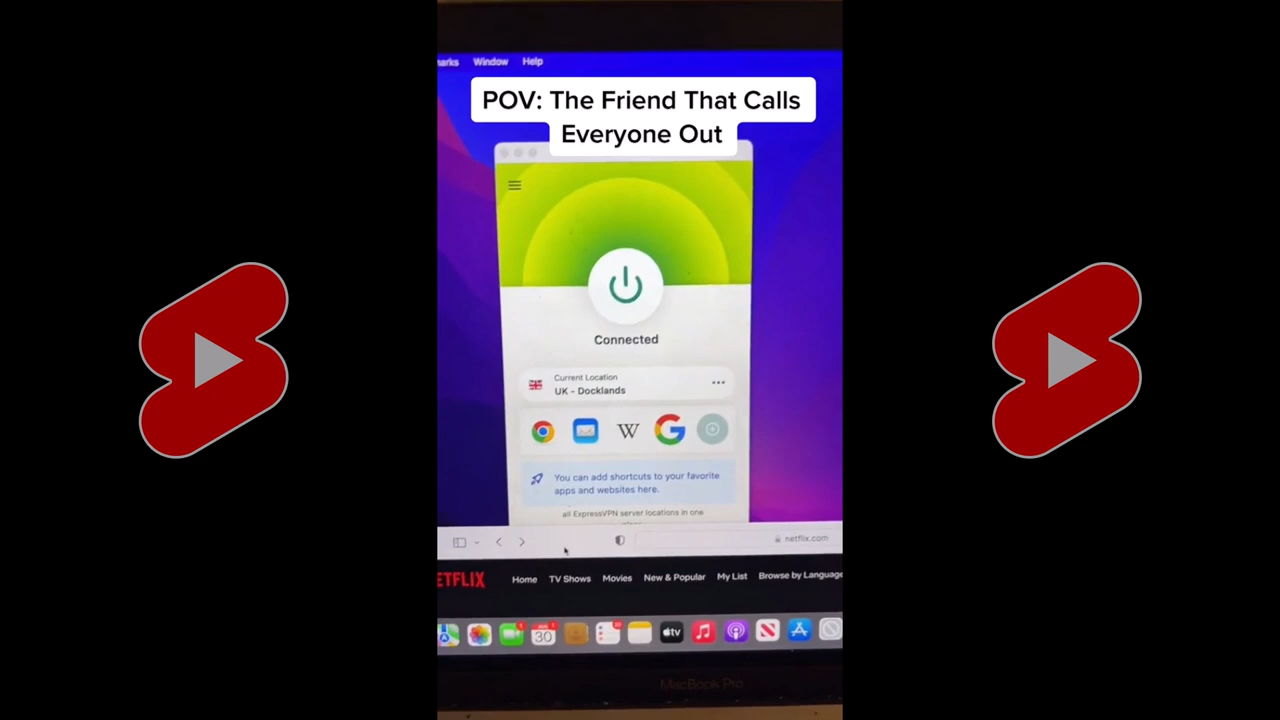 Window Help
POV: The Friend That Calls
Everyone Out
Connected
Current Location
UK - Docklands
You can add shortcuts to your favorite
apps and websites here.
all ExpressVPN server locations in one
netflix.com
Home TV Shows Movies New & Popular My List Browse by Language
30
tv
MacBook Pro